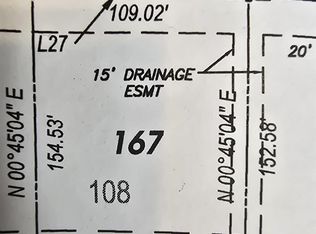 109.02'
L27
20'
15' DRAINAGE
ESMT
N 00°45'04" E
154.53'
167
108
N 00°45'04" E
152.58'